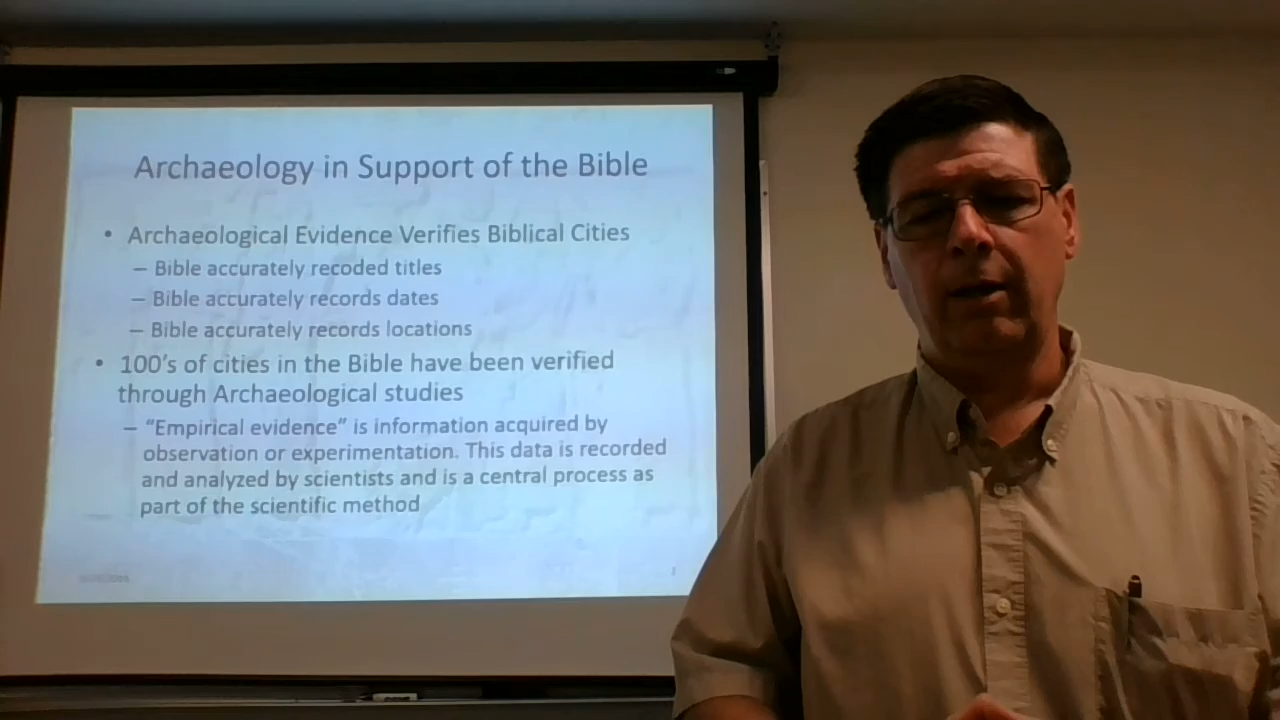 Archaeology in Support of the Bible
• Archaeological Evidence Verifies Biblical Cities
– Bible accurately recoded titles
– Bible accurately records dates
– Bible accurately records locations
• 100's of cities in the Bible have been verified
through Archaeological studies
– "Empirical evidence" is information acquired by
observation or experimentation. This data is recorded
and analyzed by scientists and is a central process as
part of the scientific method